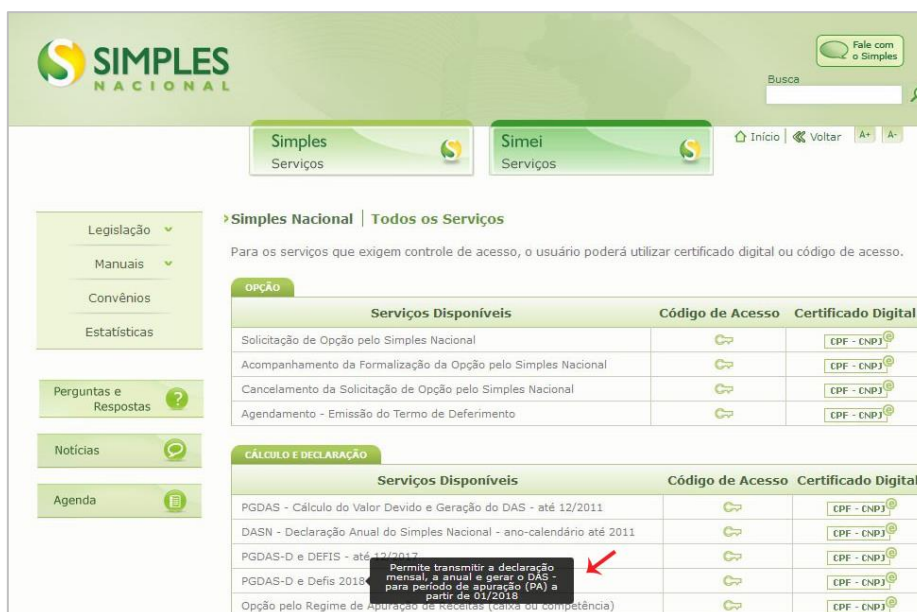 SIMPLES
NACIONAL
Fale com
o Simples
Busca
Simples
Serviços
Simei
Serviços
Início | Voltar A+ A-
Legislação
Manuais
Convênios
Estatísticas
Perguntas e
Respostas
?
Notícias
Agenda
Simples Nacional | Todos os Serviços
Para os serviços que exigem controle de acesso, o usuário poderá utilizar certificado digital ou código de acesso.
OPÇÃO
Serviços Disponíveis Código de Acesso Certificado Digital
Solicitação de Opção pelo Simples Nacional CPF - CNPJ
Acompanhamento da Formalização da Opção pelo Simples Nacional CPF - CNPJ
Cancelamento da Solicitação de Opção pelo Simples Nacional CPF - CNPJ
Agendamento - Emissão do Termo de Deferimento CPF - CNPJ
CÁLCULO E DECLARAÇÃO
Serviços Disponíveis Código de Acesso Certificado Digital
PGDAS - Cálculo do Valor Devido e Geração do DAS - até 12/2011 CPF - CNPJ
DASN - Declaração Anual do Simples Nacional - ano-calendário até 2011 CPF - CNPJ
PGDAS-D e DEFIS - até 12/2017 CPF - CNPJ
PGDAS-D e Defis 2018 CPF - CNPJ
Permite transmitir a declaração
mensal, a anual e gerar o DAS -
para período de apuração (PA) a
partir de 01/2018
Opção pelo Regime de Apuração de Receitas (caixa ou competência) CPF - CNPJ